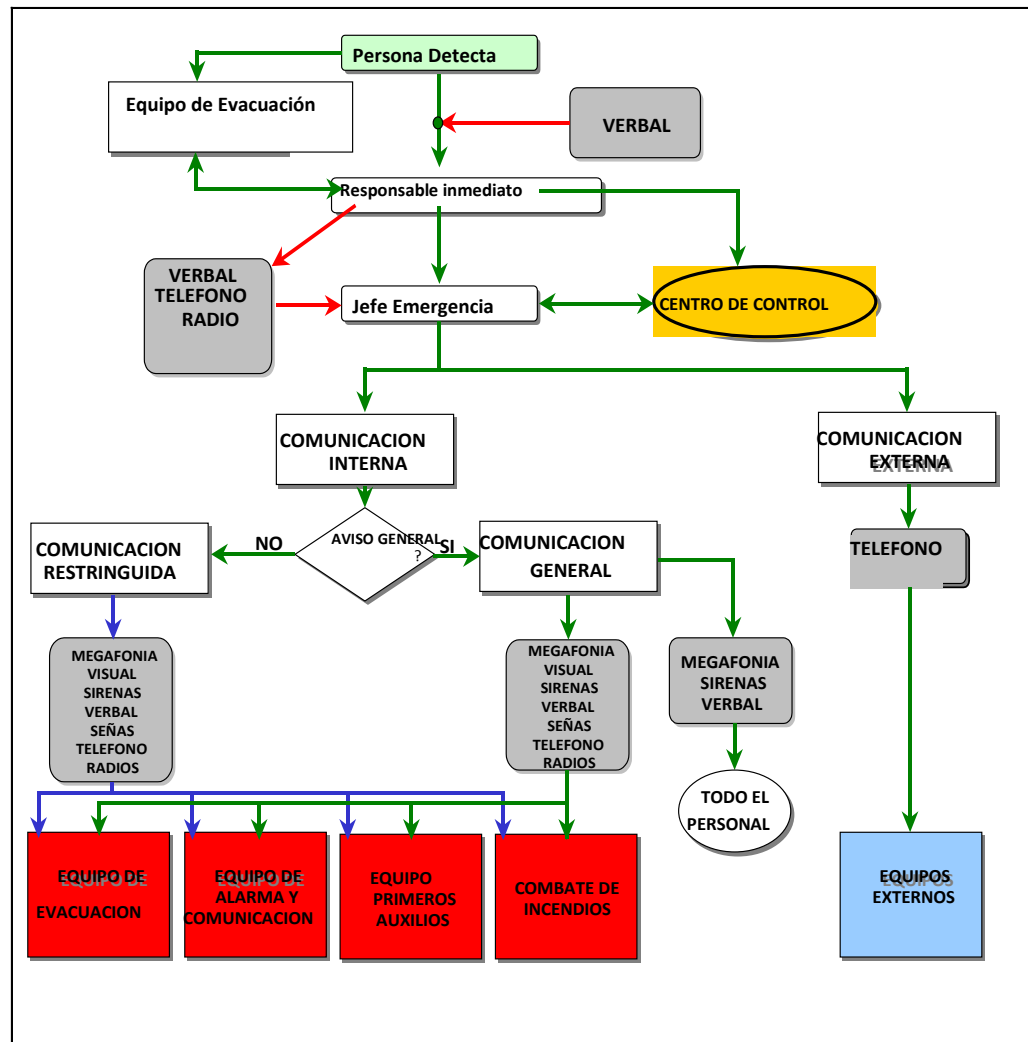 Persona Detecta
Equipo de Evacuación
VERBAL
Responsable inmediato
VERBAL
TELEFONO
RADIO
Jefe Emergencia
CENTRO DE CONTROL
COMUNICACION
INTERNA
COMUNICACION
EXTERNA
NO
AVISO GENERAL
?
SI
COMUNICACION
RESTRINGUIDA
COMUNICACION
GENERAL
TELEFONO
MEGAFONIA
VISUAL
SIRENAS
VERBAL
SEÑAS
TELEFONO
RADIOS
MEGAFONIA
VISUAL
SIRENAS
VERBAL
SEÑAS
TELEFONO
RADIOS
MEGAFONIA
SIRENAS
VERBAL
TODO EL
PERSONAL
EQUIPO DE
EVACUACION
EQUIPO DE
ALARMA Y
COMUNICACION
EQUIPO
PRIMEROS
AUXILIOS
COMBATE DE
INCENDIOS
EQUIPOS
EXTERNOS